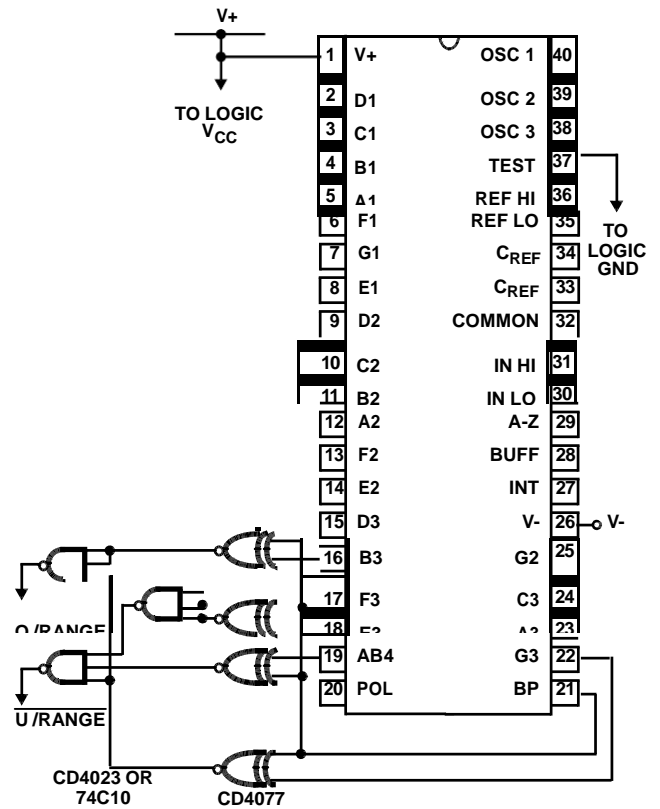 V+
1 V+ OSC 1 40
2 D1 OSC 2 39
TO LOGIC
VCC
3 C1 OSC 3 38
4 B1 TEST 37
5 A1 REF HI 36
6 F1 REF LO 35
TO
LOGIC
GND
7 G1 CREF 34
8 E1 CREF 33
9 D2 COMMON 32
10 C2 IN HI 31
11 B2 IN LO 30
12 A2 A-Z 29
13 F2 BUFF 28
14 E2 INT 27
15 D3 V- 26 V-
16 B3 G2 25
17 F3 C3 24
18 E3 A3 23
O /RANGE
19 AB4 G3 22
20 POL BP 21
U /RANGE
CD4023 OR
74C10
CD4077